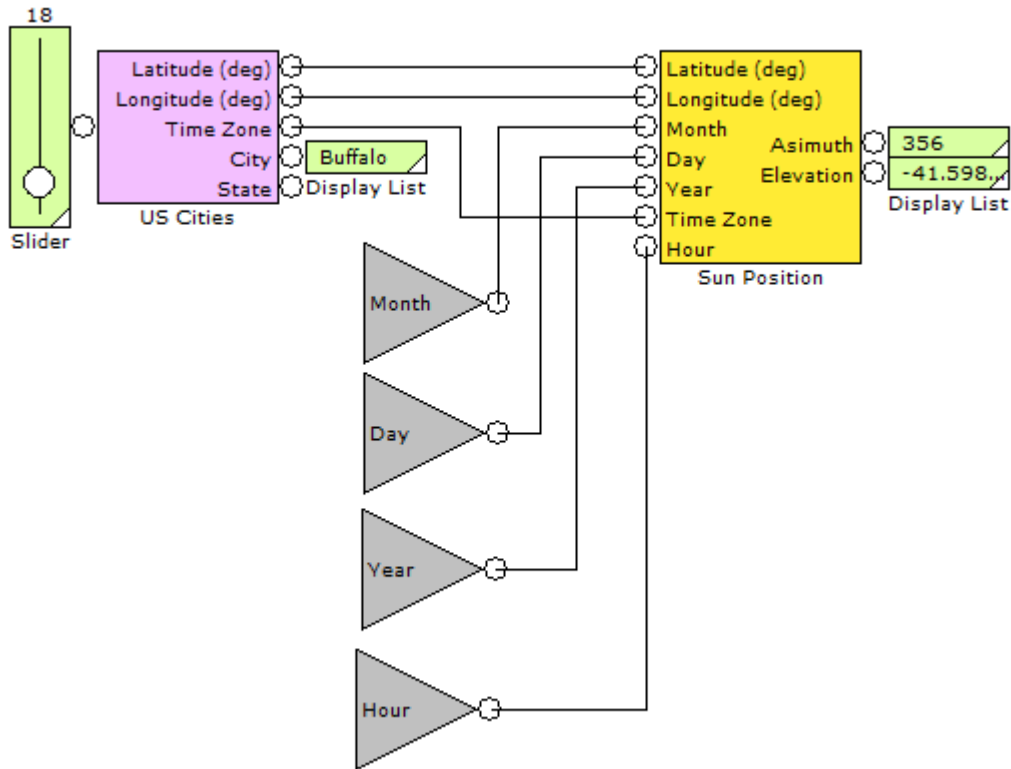 18
Slider
Latitude (deg)
Longitude (deg)
Time Zone
City
State
US Cities
Buffalo
Display List
Month
Day
Year
Hour
Latitude (deg)
Longitude (deg)
Month
Day
Year
Time Zone
Hour
Asimuth
Elevation
Sun Position
356
-41.598...
Display List